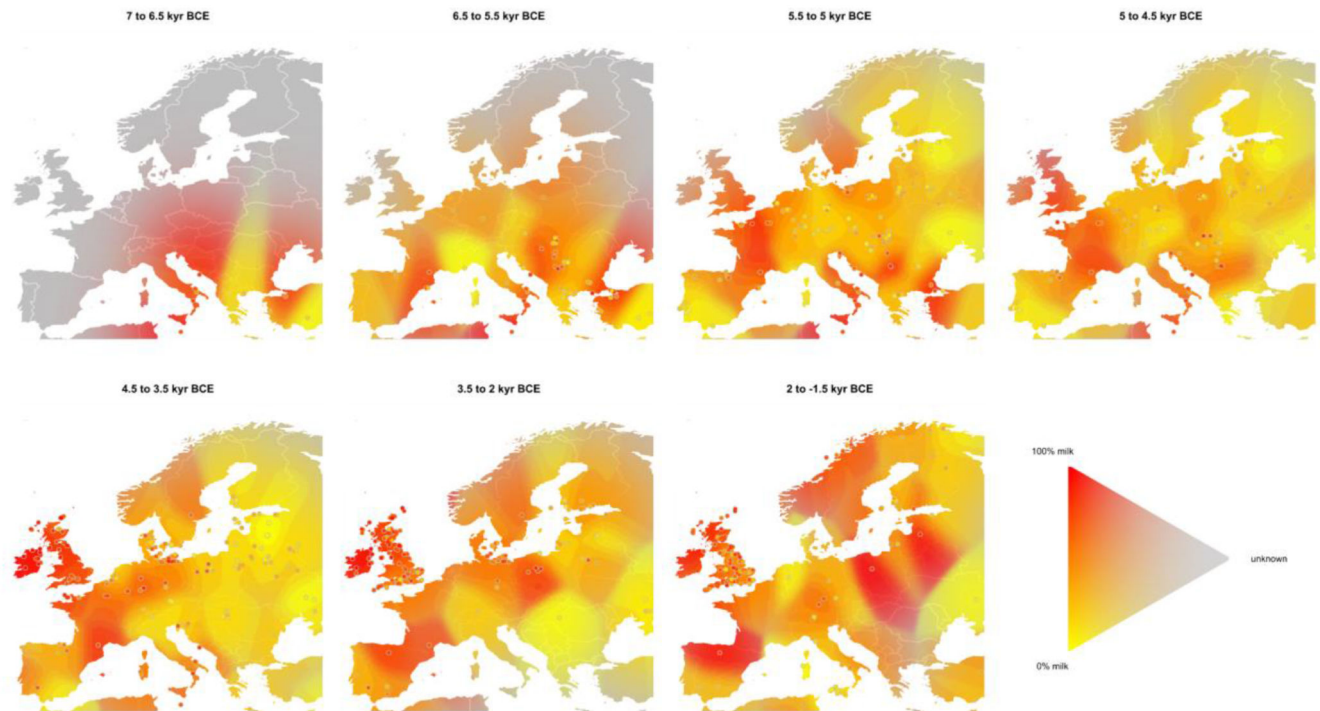 7 to 6.5 kyr BCE
6.5 to 5.5 kyr BCE
5.5 to 5 kyr BCE
5 to 4.5 kyr BCE
4.5 to 3.5 kyr BCE
3.5 to 2 kyr BCE
2 to -1.5 kyr BCE
100% milk
unknown
0% milk